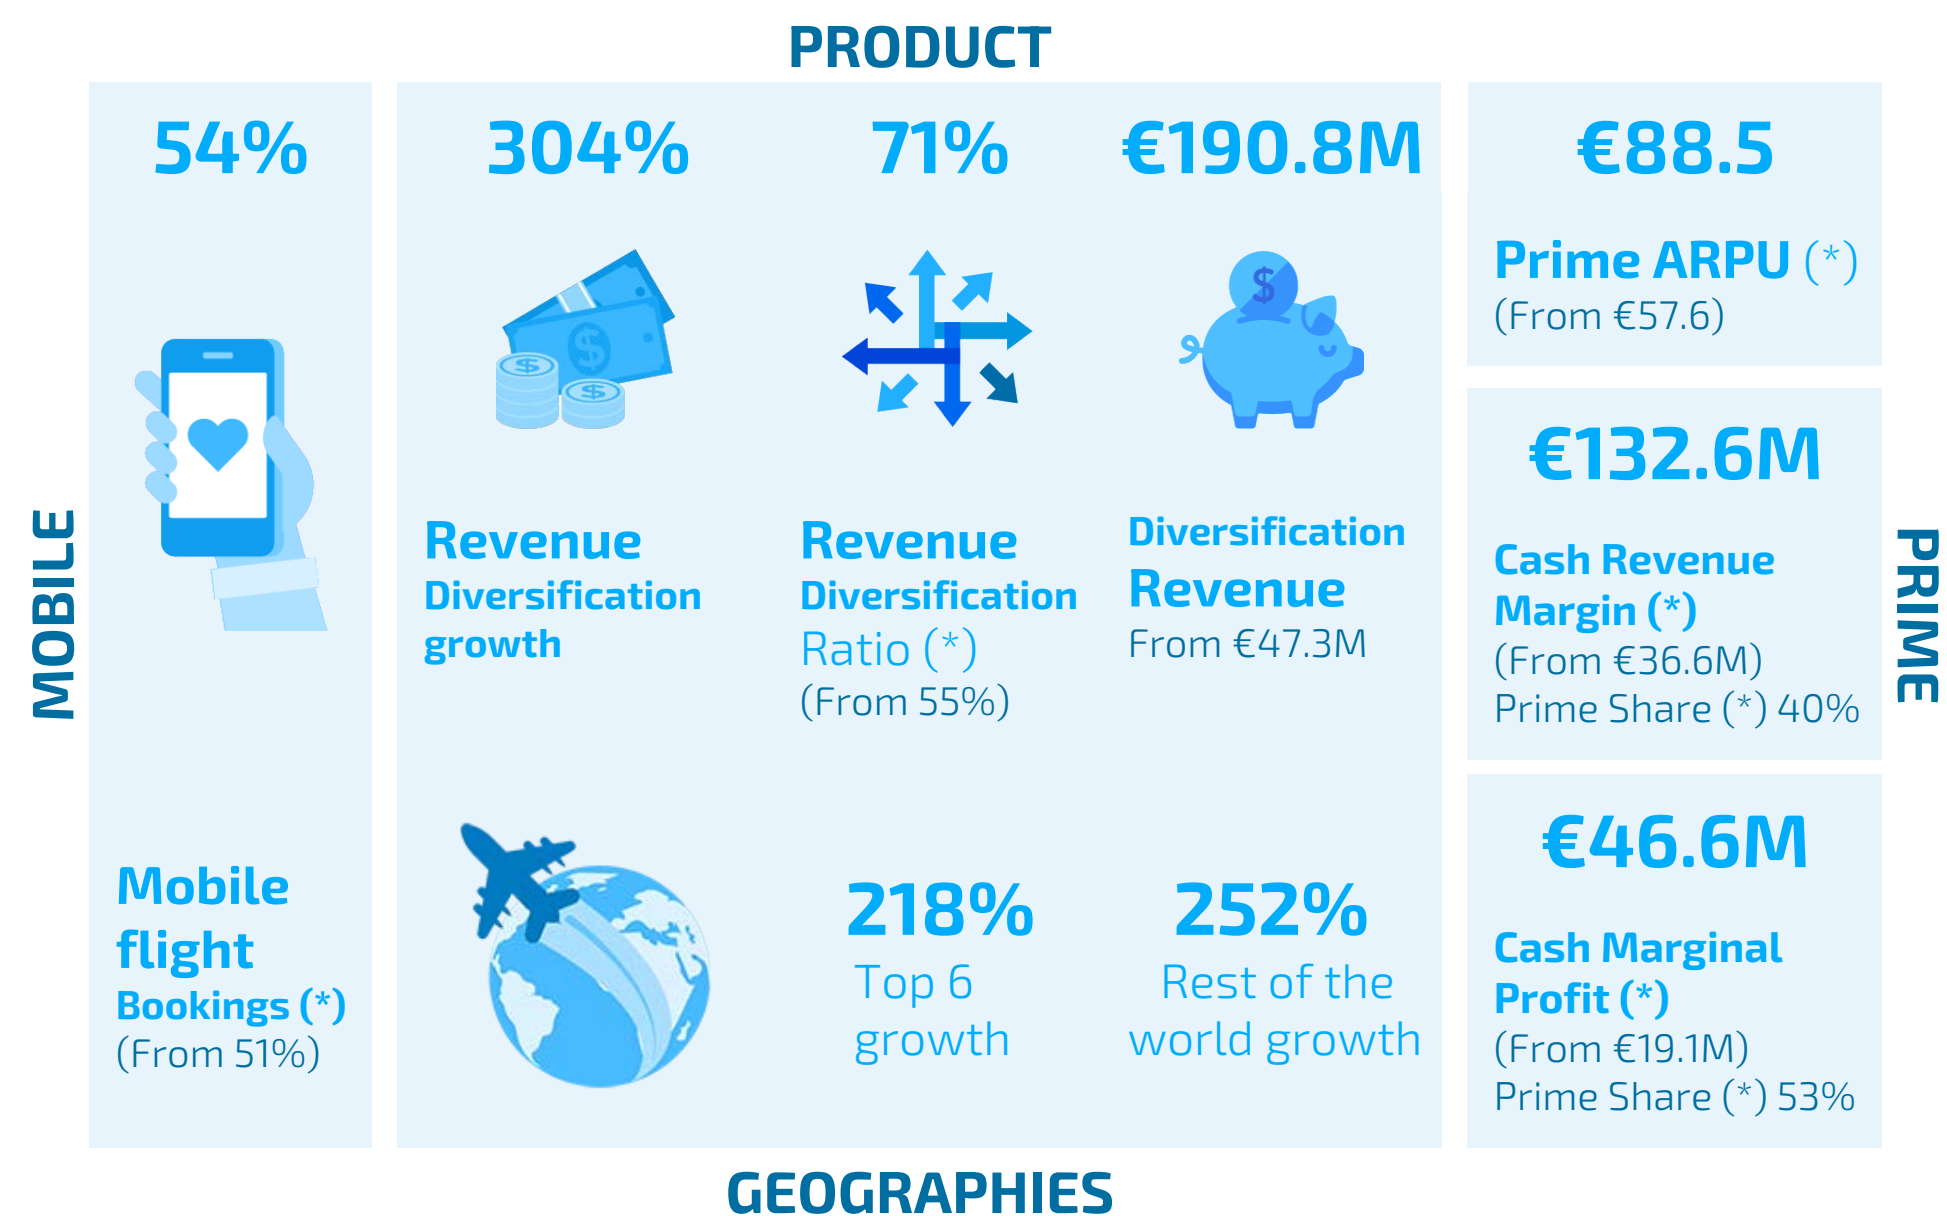 PRODUCT
MOBILE
54%
Mobile
flight
Bookings (*)
(From 51%)
304%
Revenue
Diversification
growth
71%
Revenue
Diversification
Ratio (*)
(From 55%)
€190.8M
Diversification
Revenue
From €47.3M
218%
Top 6
growth
252%
Rest of the
world growth
€88.5
Prime ARPU (*)
(From €57.6)
€132.6M
Cash Revenue
Margin (*)
(From €36.6M)
Prime Share (*) 40%
€46.6M
Cash Marginal
Profit (*)
(From €19.1M)
Prime Share (*) 53%
PRIME
GEOGRAPHIES